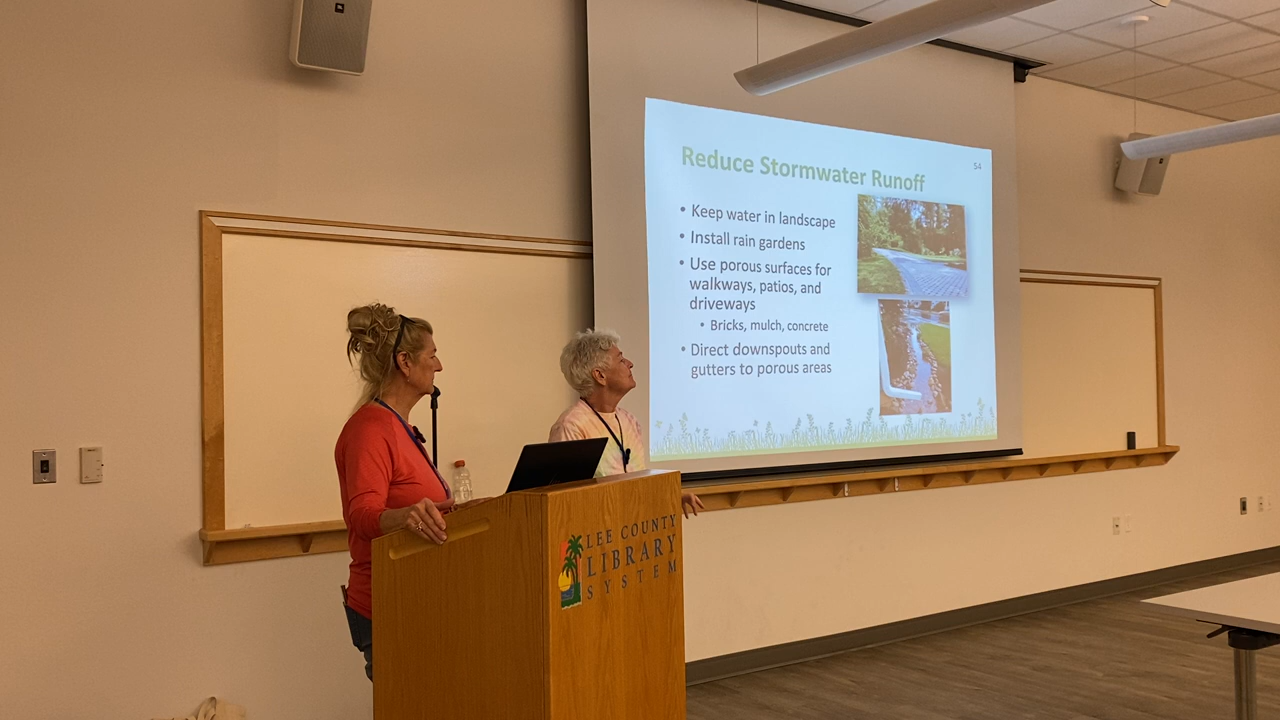 JBL
Reduce Stormwater Runoff
54
• Keep water in landscape
• Install rain gardens
• Use porous surfaces for
walkways, patios, and
driveways
• Bricks, mulch, concrete
• Direct downspouts and
gutters to porous areas
LEE COUNTY
LIBRARY
SYSTEM